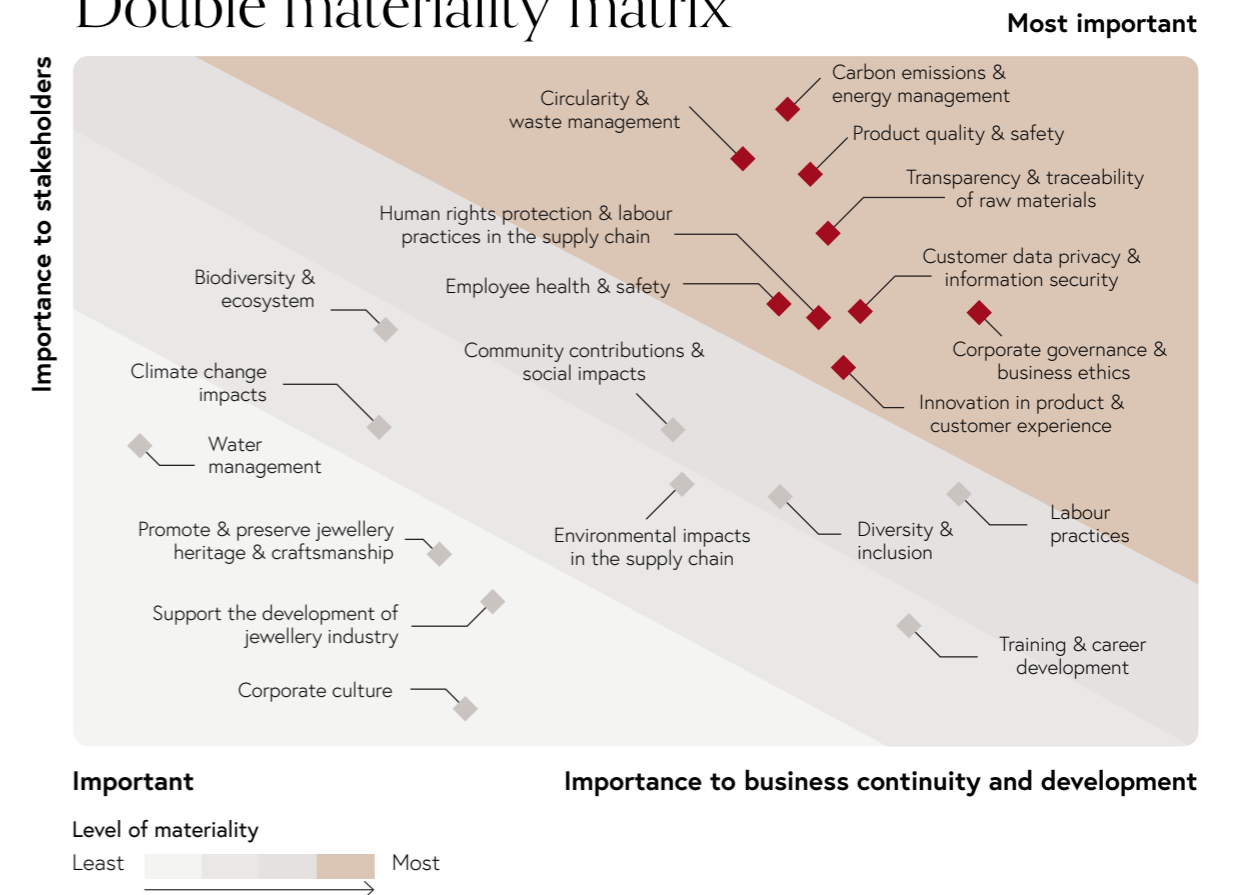 Double materiality matrix
Most important
Importance to stakeholders
Carbon emissions &
energy management
Circularity &
waste management
Product quality & safety
Transparency & traceability
of raw materials
Human rights protection & labour
practices in the supply chain
Customer data privacy &
information security
Biodiversity &
ecosystem
Employee health & safety
Corporate governance &
business ethics
Community contributions &
social impacts
Climate change
impacts
Innovation in product &
customer experience
Water
management
Labour
practices
Promote & preserve jewellery
heritage & craftsmanship
Environmental impacts
in the supply chain
Diversity &
inclusion
Support the development of
jewellery industry
Training & career
development
Corporate culture
Important
Importance to business continuity and development
Level of materiality
Least
Most